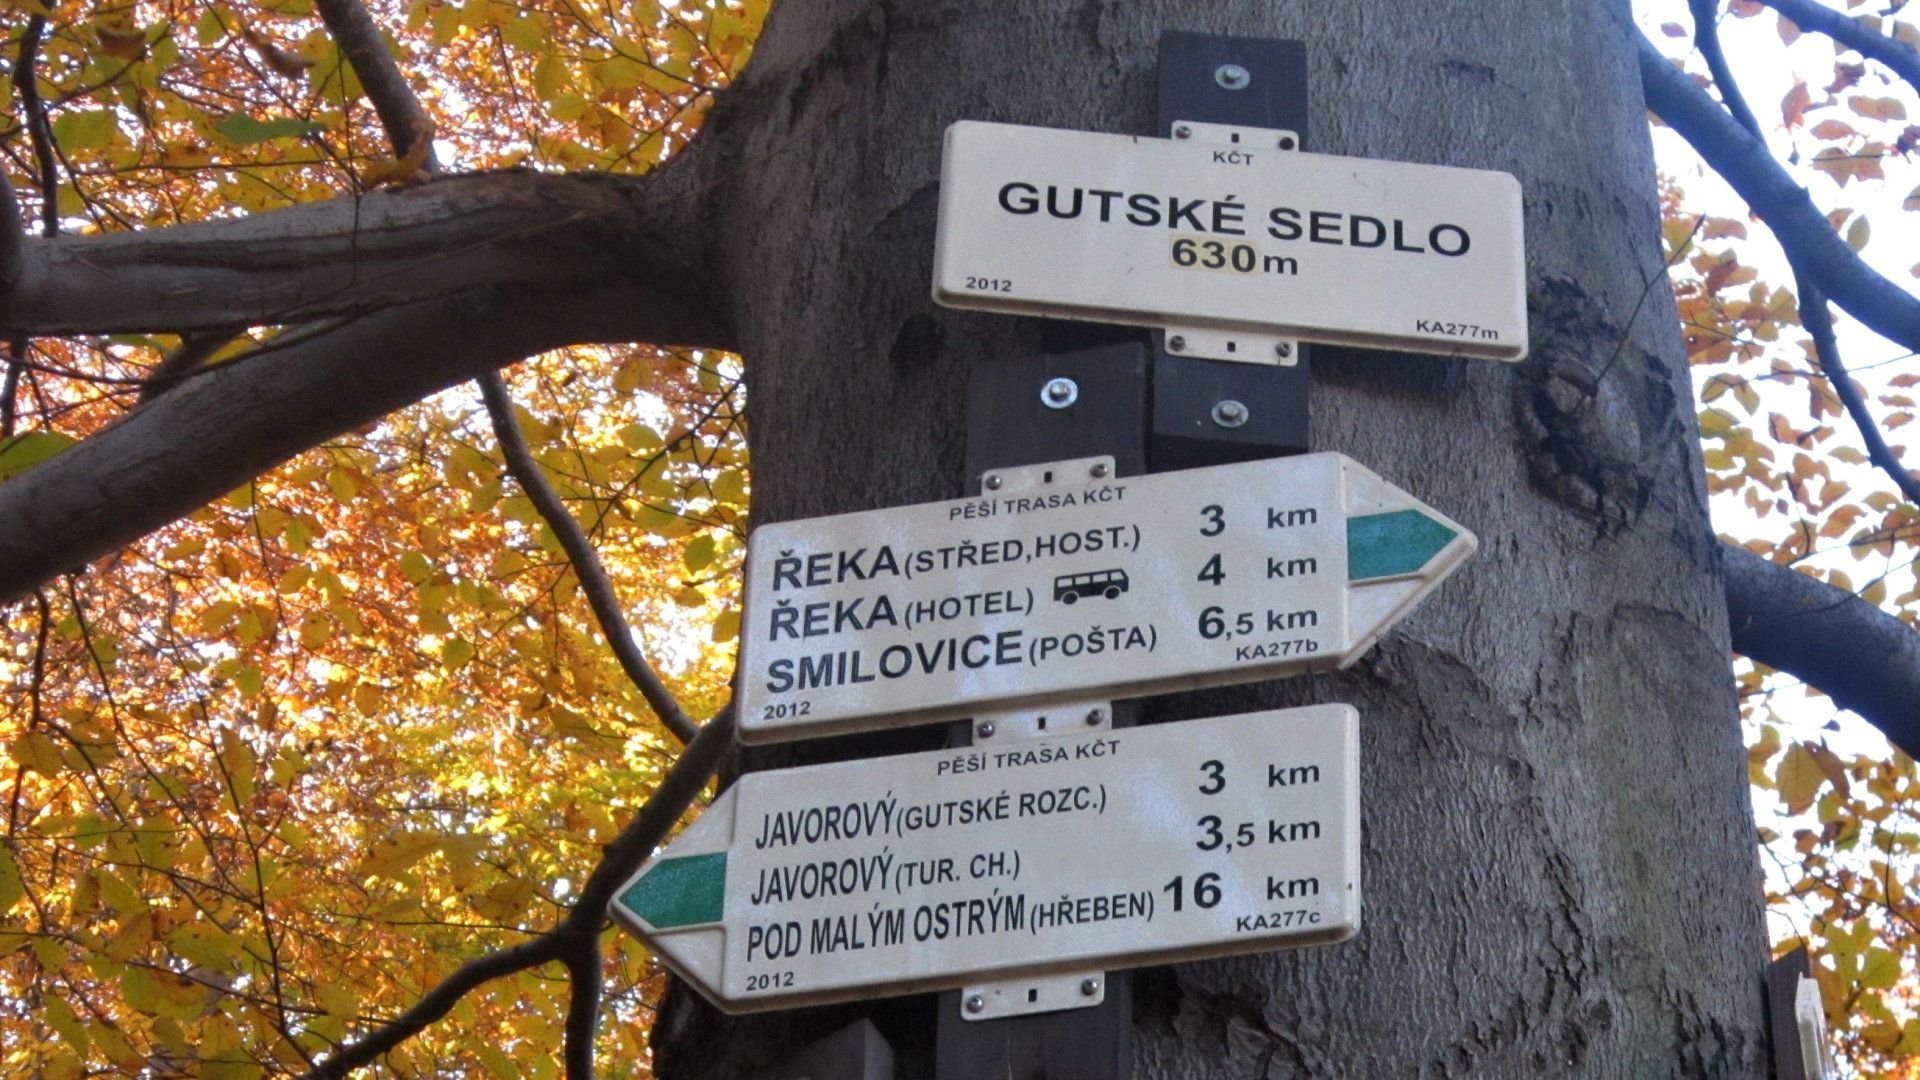 KČT
GUTSKÉ SEDLO
630 m
2012
KA277m
PĚŠÍ TRASA KČT
ŘEKA (STŘED,HOST.) 3 km
ŘEKA (HOTEL) 4 km
SMILOVICE (POŠTA) 6,5 km
KA277b
2012
PĚŠÍ TRASA KČT
JAVOROVÝ (GUTSKÉ ROZC.) 3 km
JAVOROVÝ (TUR. CH.) 3,5 km
POD MALÝM OSTRÝM (HŘEBEN) 16 km
KA277c
2012